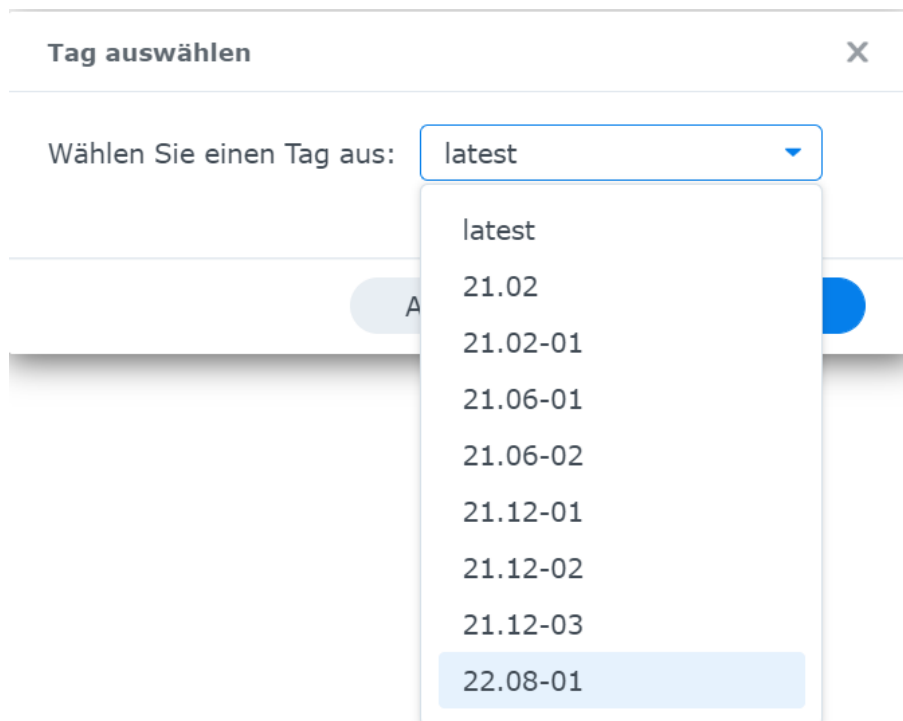 Tag auswählen
Wählen Sie einen Tag aus: latest
latest
21.02
21.02-01
21.06-01
21.06-02
21.12-01
21.12-02
21.12-03
22.08-01